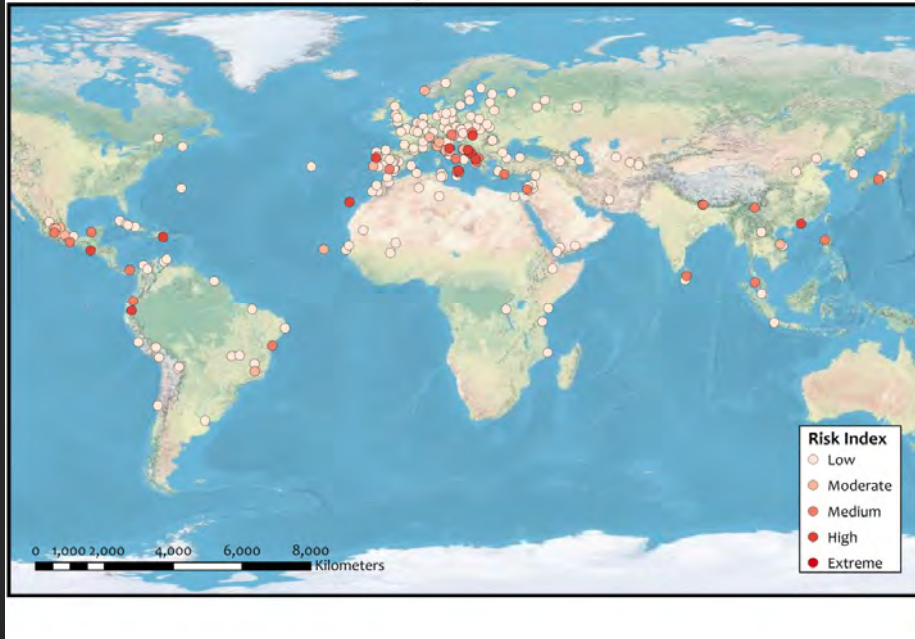 Risk Index
Low
Moderate
Medium
High
Extreme
0 1,000 2,000 4,000 6,000 8,000
Kilometers